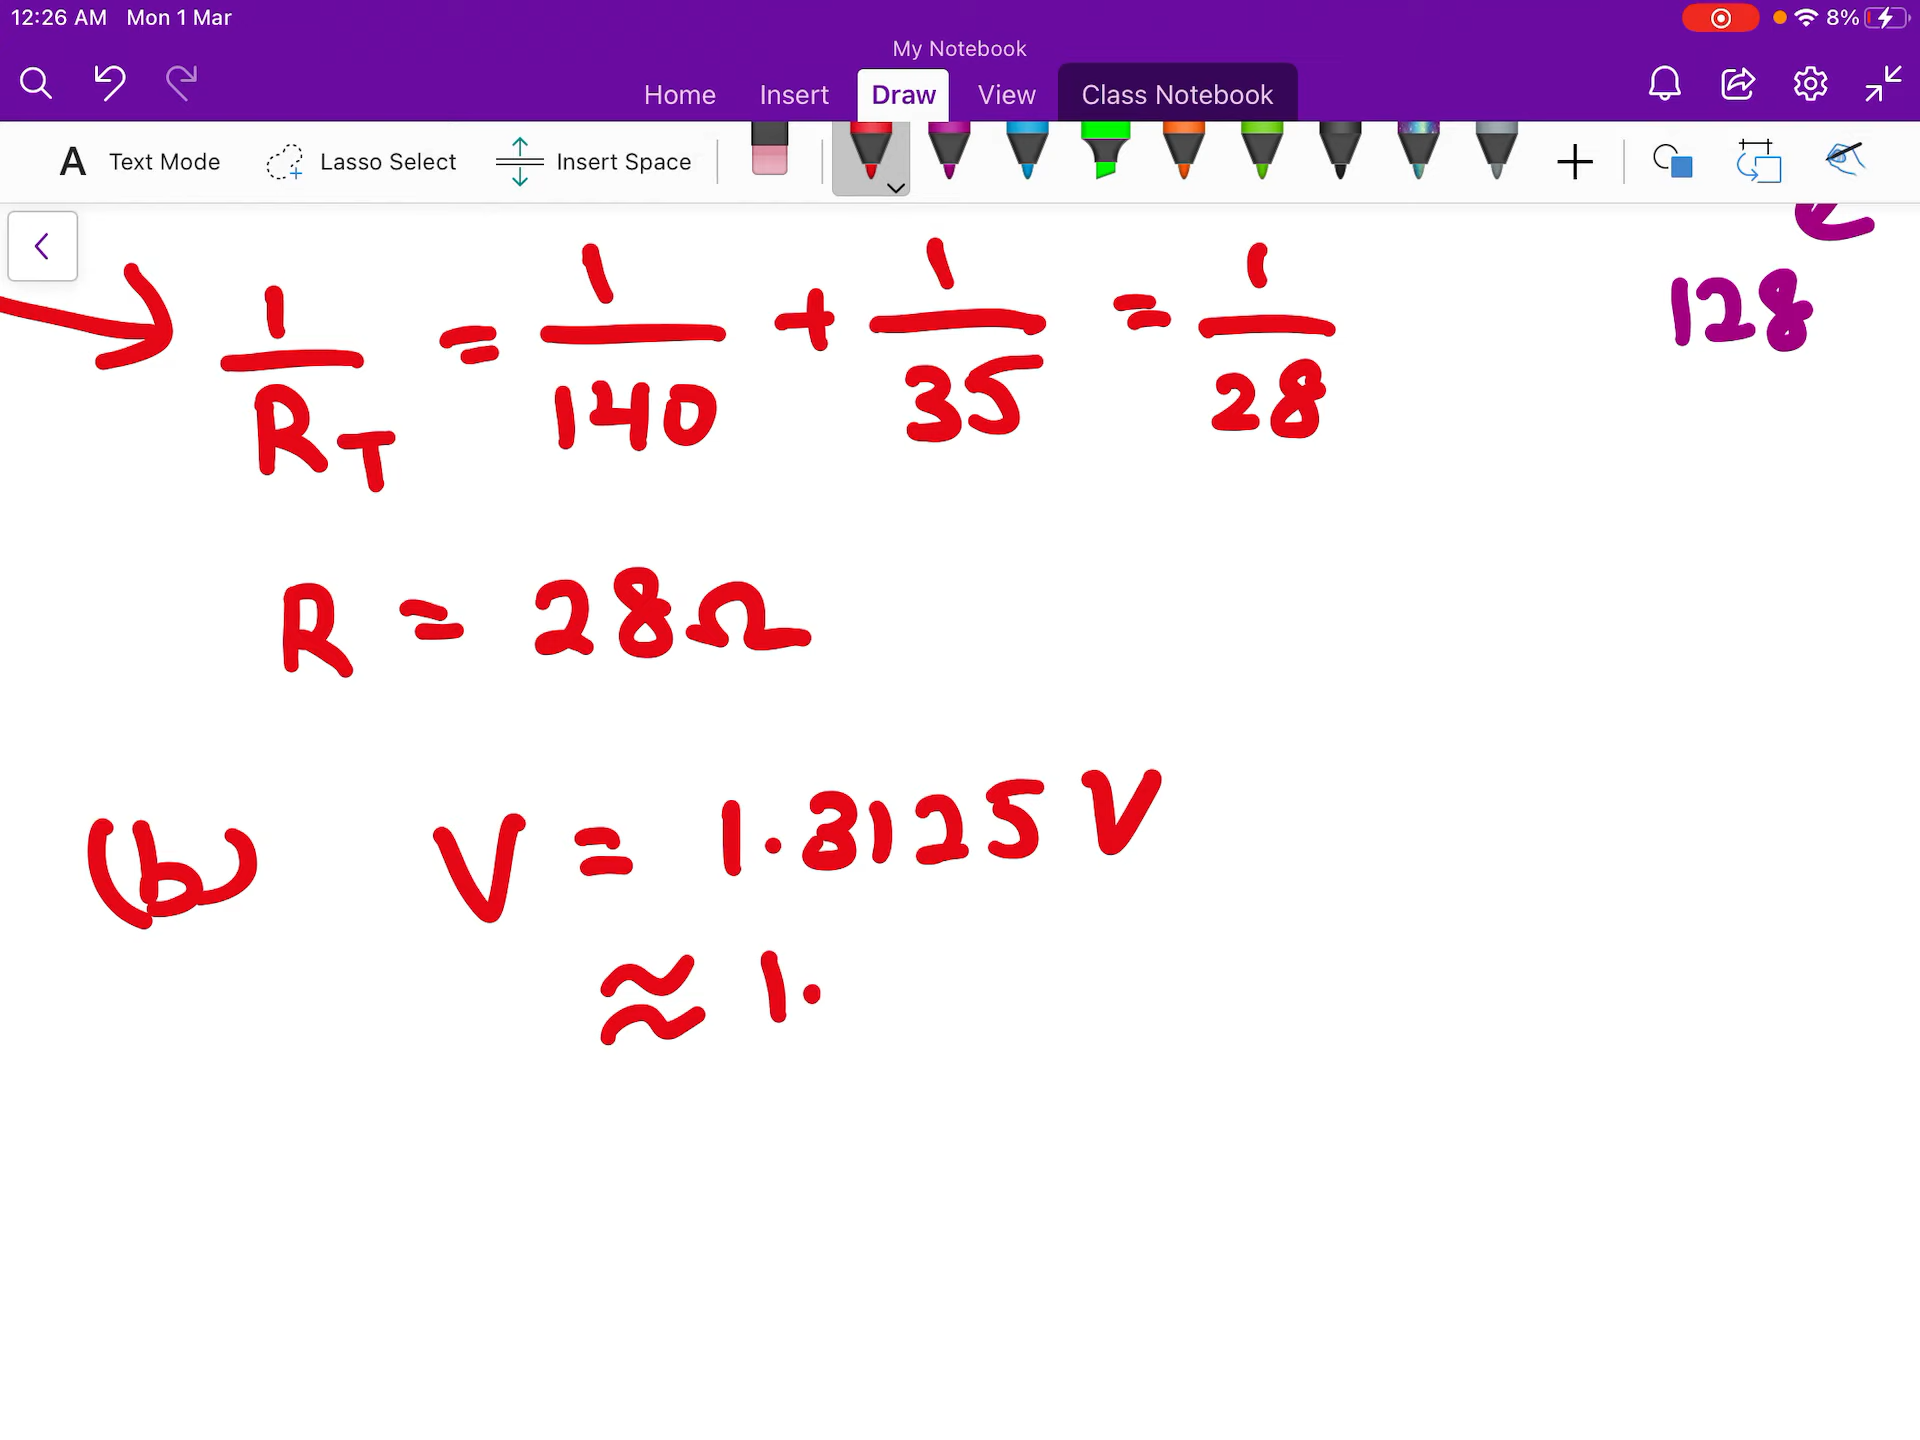 12:26 AM Mon 1 Mar
8%
My Notebook
Home Insert Draw View Class Notebook
A Text Mode Lasso Select Insert Space
1/R_T = 1/140 + 1/35 = 1/28
128
R = 28Ω
(b) V = 1.3125 V
≈ 1.